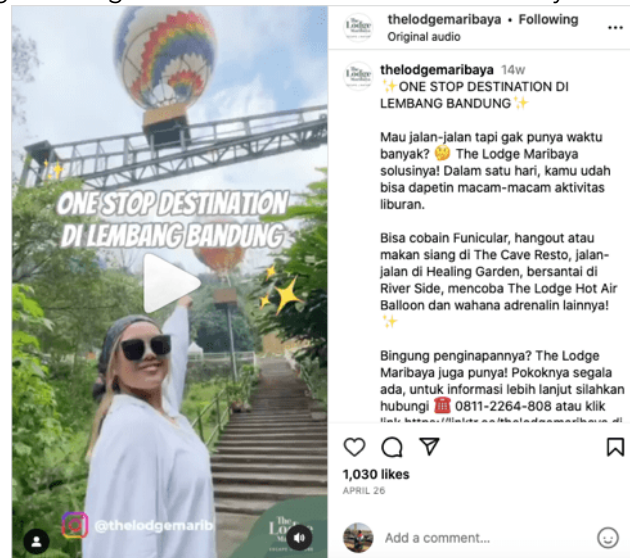 ONE STOP DESTINATION
DI LEMBANG BANDUNG
@thelodgemarib
The
Lodge
thelodgemaribaya • Following
Original audio
thelodgemaribaya 14w
✨ONE STOP DESTINATION DI
LEMBANG BANDUNG✨
Mau jalan-jalan tapi gak punya waktu
banyak? 🤔 The Lodge Maribaya
solusinya! Dalam satu hari, kamu udah
bisa dapetin macam-macam aktivitas
liburan.
Bisa cobain Funicular, hangout atau
makan siang di The Cave Resto, jalan-
jalan di Healing Garden, bersantai di
River Side, mencoba The Lodge Hot Air
Balloon dan wahana adrenalin lainnya!
✨
Bingung penginapannya? The Lodge
Maribaya juga punya! Pokoknya segala
ada, untuk informasi lebih lanjut silahkan
hubungi ☎️ 0811-2264-808 atau klik
1,030 likes
APRIL 26
Add a comment...